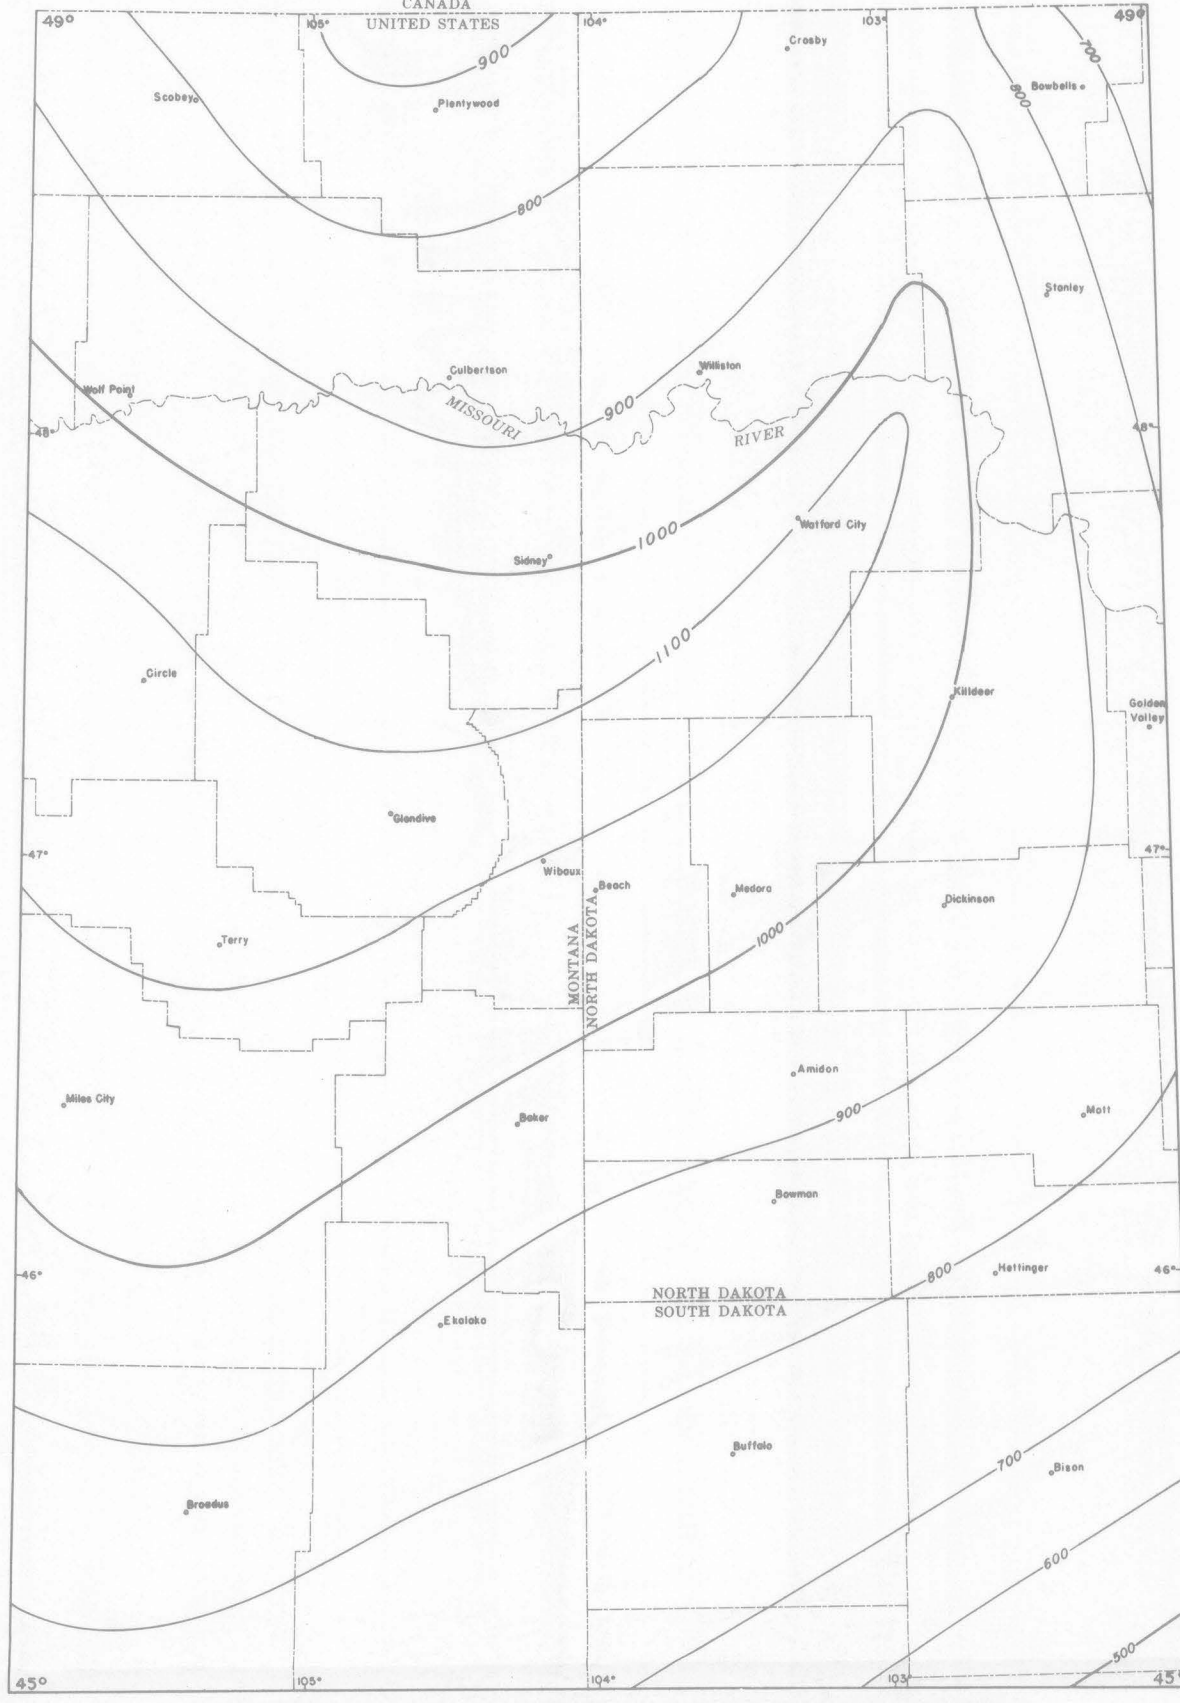 CANADA
UNITED STATES
49°
105°
104°
103°
49°
Crosby
900
700
800
Bowbells
Scobey
Plentywood
800
Stanley
Culbertson
Williston
Wolf Point
MISSOURI
900
RIVER
48°
48°
Watford City
1000
Sidney
1100
Circle
Killdeer
Golden
Valley
Glendive
47°
47°
Wibaux
Beach
Medora
Dickinson
Terry
1000
MONTANA
NORTH DAKOTA
Amidon
Miles City
900
Mott
Baker
Bowman
46°
800
Hettinger
46°
NORTH DAKOTA
SOUTH DAKOTA
Ekalaka
Buffalo
700
Bison
Broadus
600
500
45°
105°
104°
103°
45°